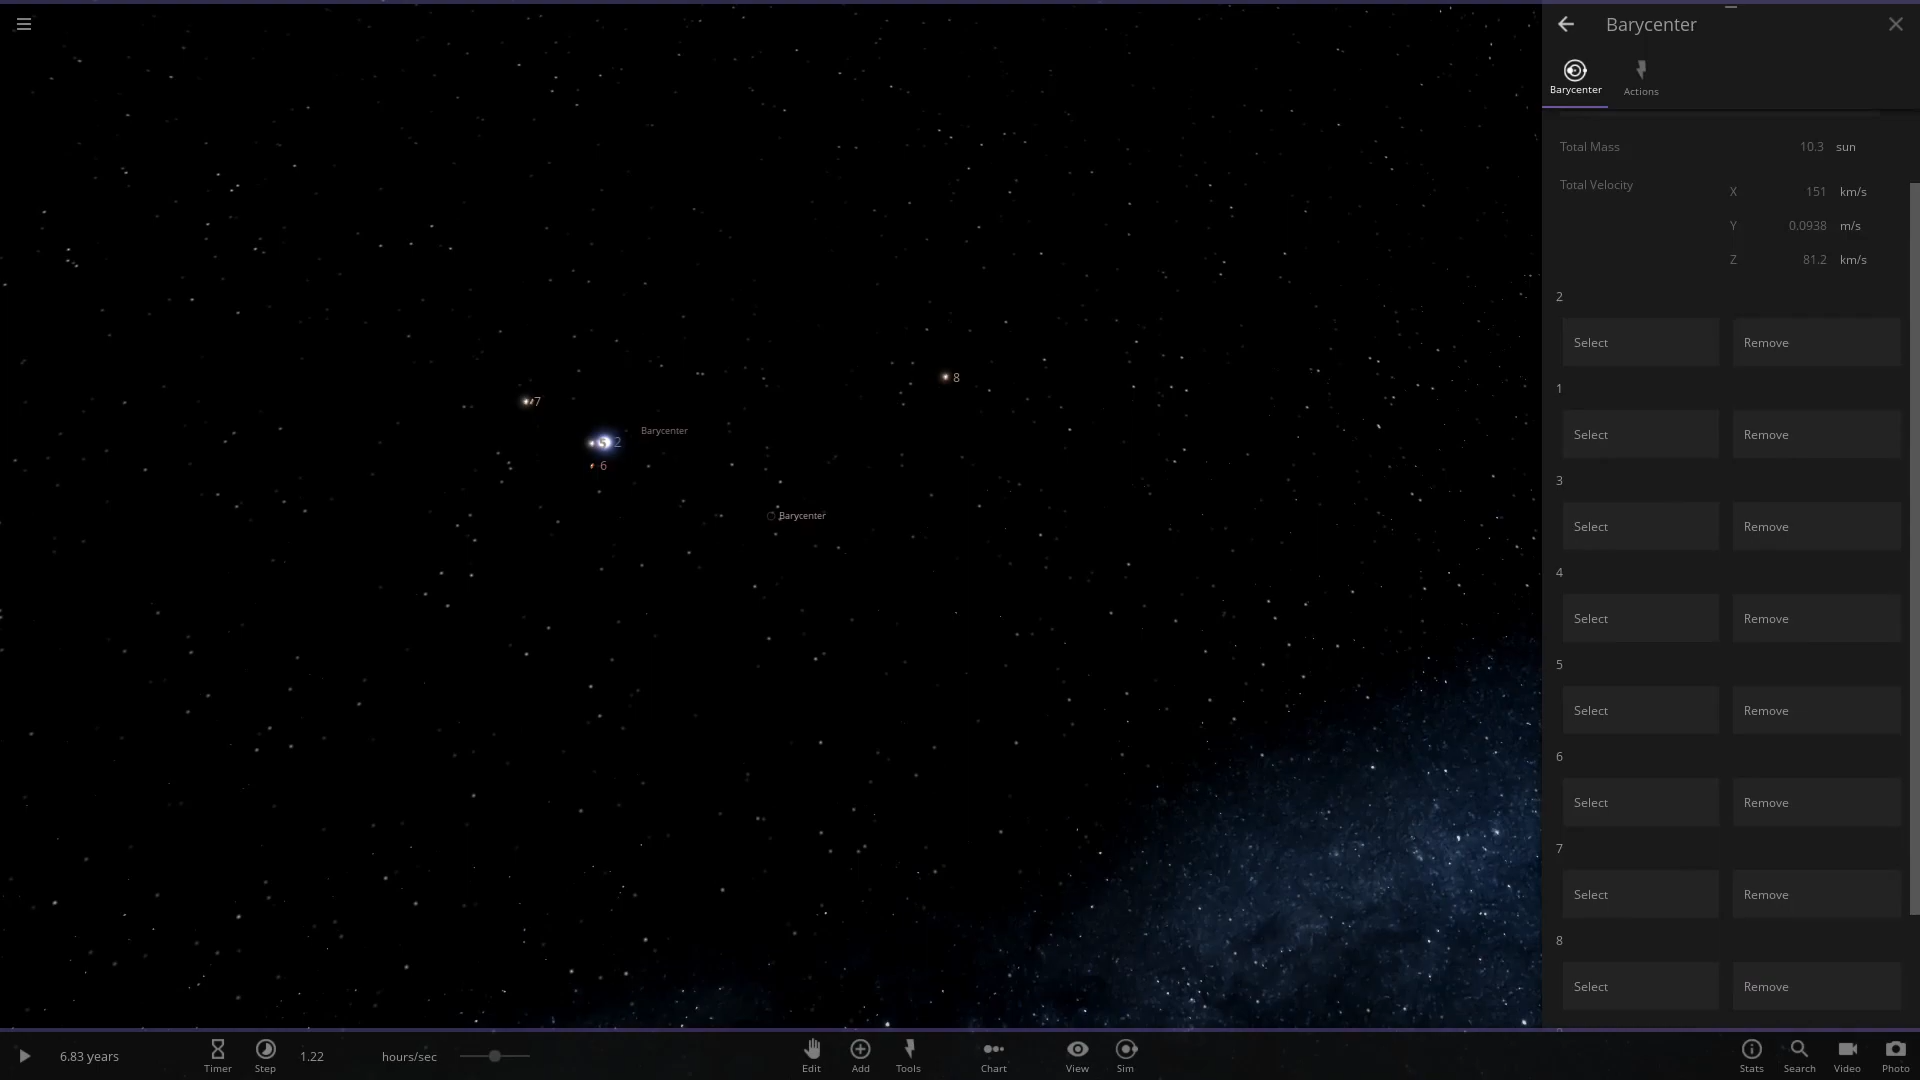 Barycenter
Barycenter
Actions
Total Mass 10.3 sun
Total Velocity X 151 km/s
Y 0.0938 m/s
Z 81.2 km/s
2
Select Remove
1
Select Remove
3
Select Remove
4
Select Remove
5
Select Remove
6
Select Remove
7
Select Remove
8
Select Remove
8
7
Barycenter
5 2
6
Barycenter
6.83 years
Timer
Step
1.22 hours/sec
Edit
Add
Tools
Chart
View
Sim
Stats
Search
Video
Photo